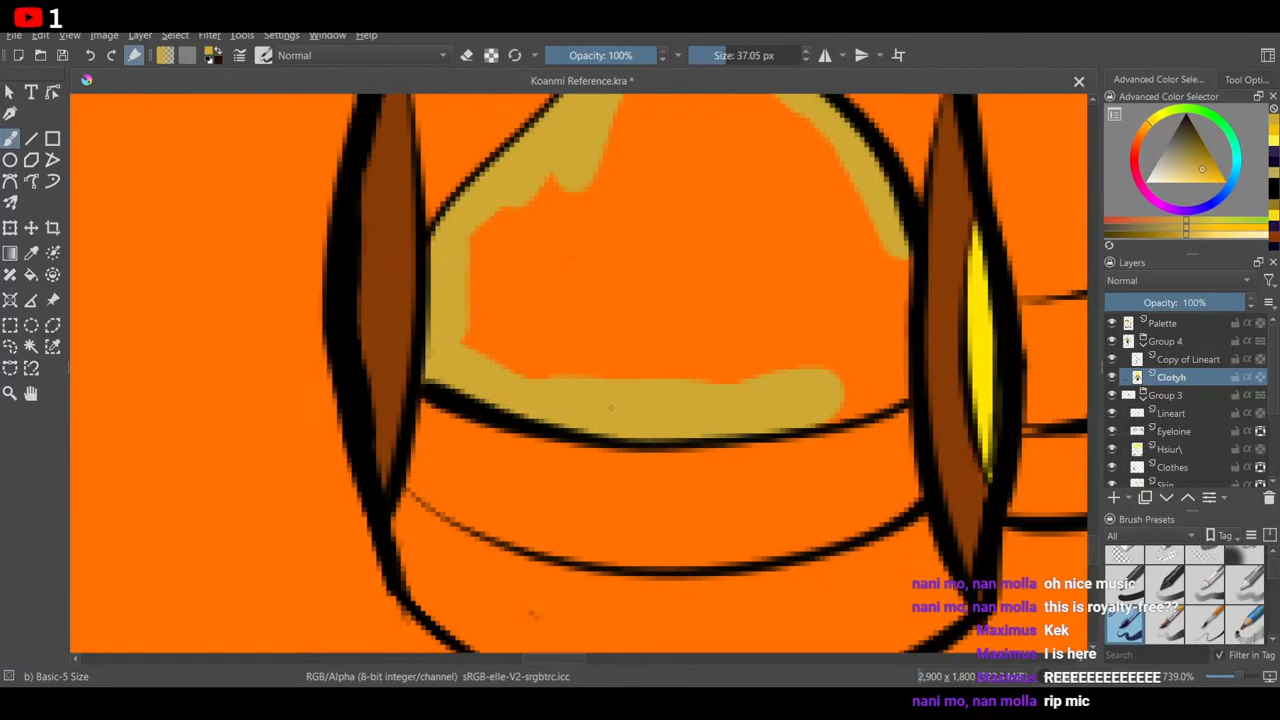 1
File Edit View Image Layer Select Filter Tools Settings Window Help
Normal
Opacity: 100%
Size: 37.05 px
Koanmi Reference.kra *
Advanced Color Sele...
Tool Opti...
Advanced Color Selector
Layers
Normal
Opacity: 100%
Palette
Group 4
Copy of Lineart
Clotyh
Group 3
Lineart
Eyeloine
Hsiur\
Clothes
Skin
Brush Presets
All
Tag
nani mo, nan molla oh nice music
nani mo, nan molla this is royalty-free??
Maximus Kek
Maximus I is here
Search
Filter in Tag
Maximus REEEEEEEEEEEEE
b) Basic-5 Size
RGB/Alpha (8-bit integer/channel) sRGB-elle-V2-srgbtrc.icc
2,900 x 1,800
739.0%
nani mo, nan molla rip mic